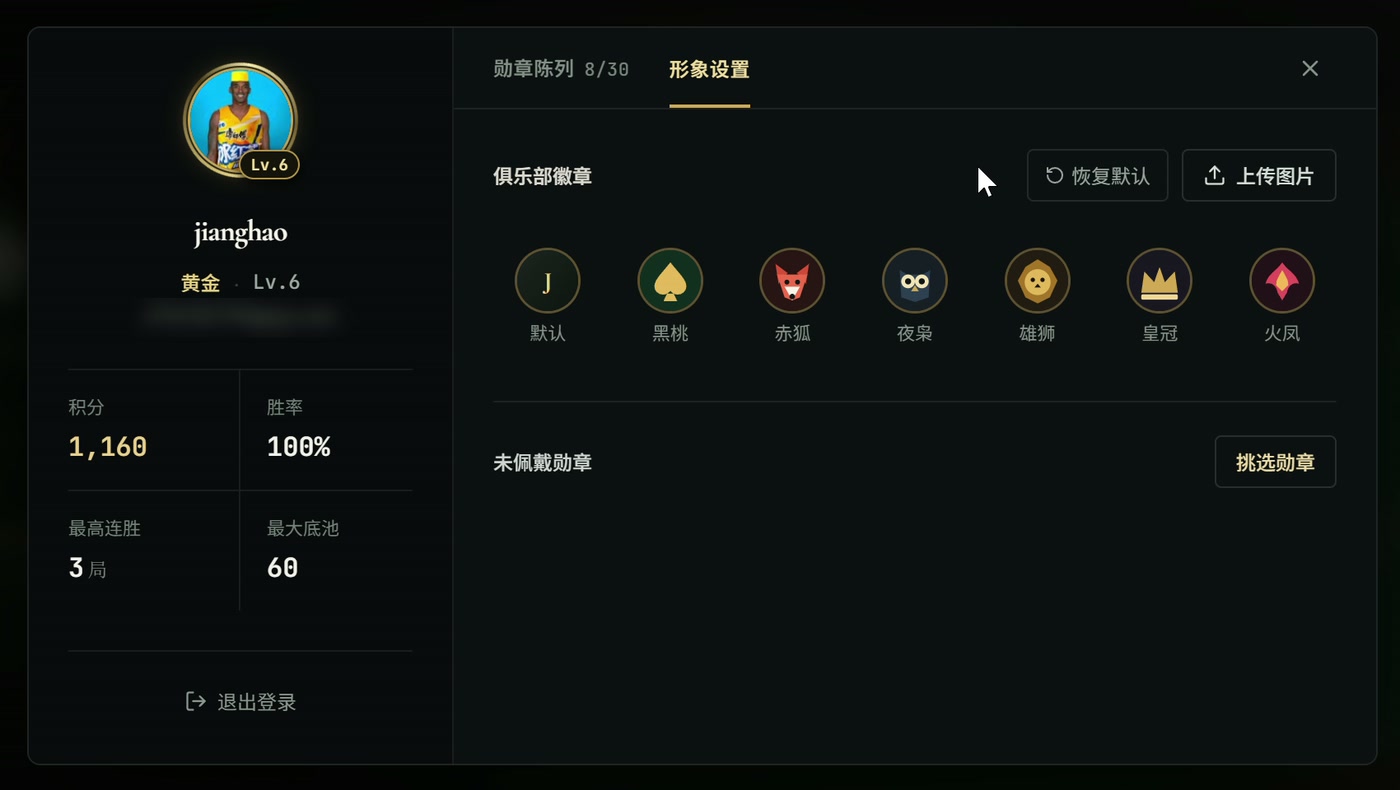 勋章陈列 8/30
形象设置
Lv.6
jianghao
黄金 · Lv.6
积分
1,160
胜率
100%
最高连胜
3 局
最大底池
60
退出登录
俱乐部徽章
恢复默认
上传图片
J
默认
黑桃
赤狐
夜枭
雄狮
皇冠
火凤
未佩戴勋章
挑选勋章